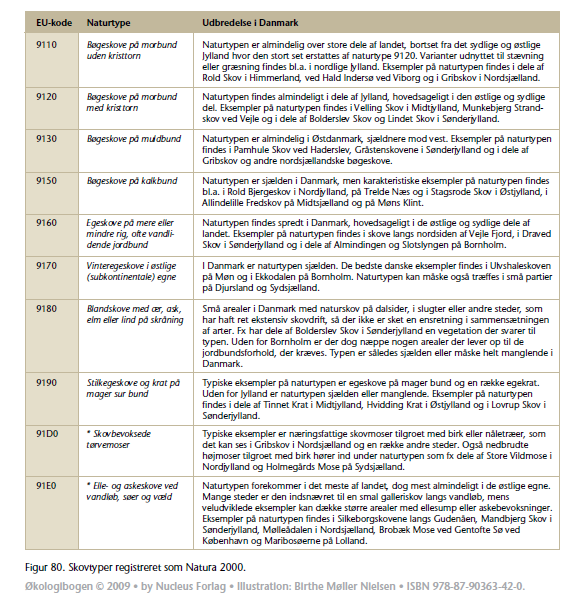 EU-kode Naturtype Udbredelse i Danmark
9110 Bøgeskove på morbund Naturtypen er almindelig over store dele af landet, bortset fra det sydlige og østlige
uden kristtorn Jylland hvor den stort set erstattes af naturtype 9120. Varianter udnyttet til stævning
eller græsning findes bl.a. i nordlige Jylland. Eksempler på naturtypen findes i dele af
Rold Skov i Himmerland, ved Hald Indersø ved Viborg og i Gribskov i Nordsjælland.
9120 Bøgeskove på morbund Naturtypen findes almindeligt i dele af Jylland, hovedsageligt i den østlige og sydlige
med kristtorn del. Eksempler på naturtypen findes i Velling Skov i Midtjylland, Munkebjerg Strand-
skov ved Vejle og i dele af Bolderslev Skov og Lindet Skov i Sønderjylland.
9130 Bøgeskove på muldbund Naturtypen er almindelig i Østdanmark, sjældnere mod vest. Eksempler på naturtypen
findes i Pamhule Skov ved Haderslev, Gråstenskovene i Sønderjylland og i dele af
Gribskov og andre nordsjællandske bøgeskove.
9150 Bøgeskove på kalkbund Naturtypen er sjælden i Danmark, men karakteristiske eksempler på naturtypen findes
bl.a. i Rold Bjergeskov i Nordjylland, på Trelde Næs og i Stagsrode Skov i Østjylland, i
Allindelille Fredskov på Midtsjælland og på Møns Klint.
9160 Egeskove på mere eller Naturtypen findes spredt i Danmark, hovedsageligt i de østlige og sydlige dele af
mindre rig, ofte vandli- landet. Eksempler på naturtypen findes i skove langs nordsiden af Vejle Fjord, i Draved
dende jordbund Skov i Sønderjylland og i dele af Almindingen og Slotslyngen på Bornholm.
9170 Vinteregeskove i østlige I Danmark er naturtypen sjælden. De bedste danske eksempler findes i Ulvshaleskoven
(subkontinentale) egne på Møn og i Ekkodalen på Bornholm. Naturtypen kan måske også træffes i små partier
på Djursland og Sydsjælland.
9180 Blandskove med ær, ask, Små arealer i Danmark med naturskov på dalsider, i slugter eller andre steder, som
elm eller lind på skråning har haft ret ekstensiv skovdrift, så der ikke er sket en ensretning i sammensætningen
af arter. Fx har dele af Bolderslev Skov i Sønderjylland en vegetation der svarer til
typen. Uden for Bornholm er der dog næppe nogen arealer der lever op til de
jordbundsforhold, der kræves. Typen er således sjælden eller måske helt manglende i
Danmark.
9190 Stilkegeskove og krat på Typiske eksempler på naturtypen er egeskove på mager bund og en række egekrat.
mager sur bund Uden for Jylland er naturtypen sjælden eller manglende. Eksempler på naturtypen
findes i dele af Tinnet Krat i Midtjylland, Hvidding Krat i Østjylland og i Lovrup Skov i
Sønderjylland.
91D0 * Skovbevoksede Typiske eksempler er næringsfattige skovmoser tilgroet med birk eller nåletræer, som
tørvemoser det kan ses i Gribskov i Nordsjælland og en række andre steder. Også nedbrudte
højmoser tilgroet med birk hører ind under naturtypen som fx dele af Store Vildmose i
Nordjylland og Holmegårds Mose på Sydsjælland.
91E0 * Elle- og askeskove ved Naturtypen forekommer i det meste af landet, dog mest almindeligt i de østlige egne.
vandløb, søer og væld Mange steder er den indsnævret til en smal galleriskov langs vandløb, mens
veludviklede eksempler kan dække større arealer med ellesump eller askebevoksninger.
Eksempler på naturtypen findes i Silkeborgskovene langs Gudenåen, Mandbjerg Skov i
Sønderjylland, Mølleådalen i Nordsjælland, Brobæk Mose ved Gentofte Sø ved
København og Maribosøerne på Lolland.
Figur 80. Skovtyper registreret som Natura 2000.
Økologibogen © 2009 • by Nucleus Forlag • Illustration: Birthe Møller Nielsen • ISBN 978-87-90363-42-0.